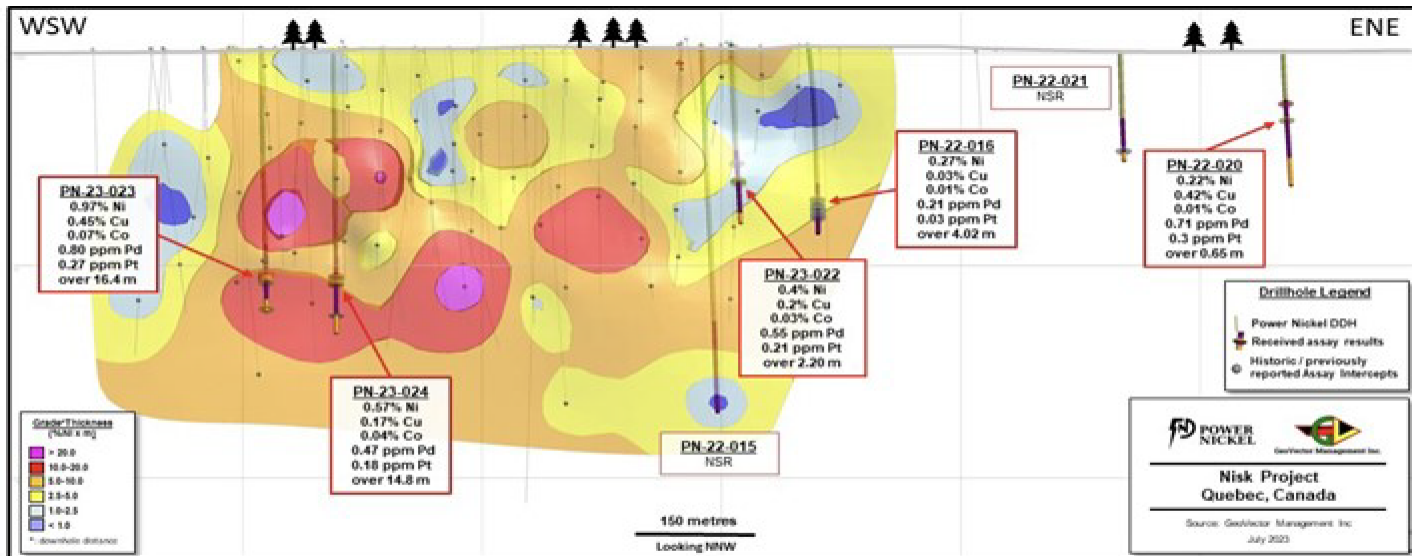 WSW
ENE
PN-22-021
NSR
PN-22-016
0.27% Ni
0.03% Cu
0.01% Co
0.21 ppm Pd
0.03 ppm Pt
over 4.02 m
PN-22-020
0.22% Ni
0.42% Cu
0.01% Co
0.71 ppm Pd
0.3 ppm Pt
over 0.65 m
PN-23-023
0.97% Ni
0.45% Cu
0.07% Co
0.80 ppm Pd
0.27 ppm Pt
over 16.4 m
PN-23-022
0.4% Ni
0.2% Cu
0.03% Co
0.55 ppm Pd
0.21 ppm Pt
over 2.20 m
PN-23-024
0.57% Ni
0.17% Cu
0.04% Co
0.47 ppm Pd
0.18 ppm Pt
over 14.8 m
PN-22-015
NSR
Drillhole Legend
Power Nickel DDH
Received assay results
Historic / previously
reported Assay Intercepts
Grade*Thickness
(%Ni x m)
> 20.0
10.0-20.0
5.0-10.0
2.5-5.0
1.0-2.5
< 1.0
*: downhole distance
150 metres
Looking NNW
POWER
NICKEL
GeoVector Management Inc.
Nisk Project
Quebec, Canada
Source: GeoVector Management Inc
July 2023